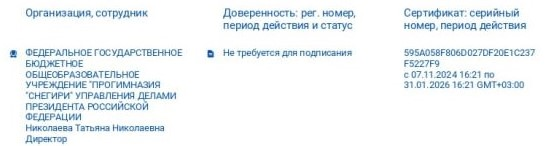 Организация, сотрудник
Доверенность: рег. номер,
период действия и статус
Сертификат: серийный
номер, период действия
ФЕДЕРАЛЬНОЕ ГОСУДАРСТВЕННОЕ
БЮДЖЕТНОЕ
ОБЩЕОБРАЗОВАТЕЛЬНОЕ
УЧРЕЖДЕНИЕ "ПРОГИМНАЗИЯ
"СНЕГИРИ" УПРАВЛЕНИЯ ДЕЛАМИ
ПРЕЗИДЕНТА РОССИЙСКОЙ
ФЕДЕРАЦИИ
Николаева Татьяна Николаевна
Директор
Не требуется для подписания
595A058F806D027DF20E1C237
F5227F9
с 07.11.2024 16:21 по
31.01.2026 16:21 GMT+03:00